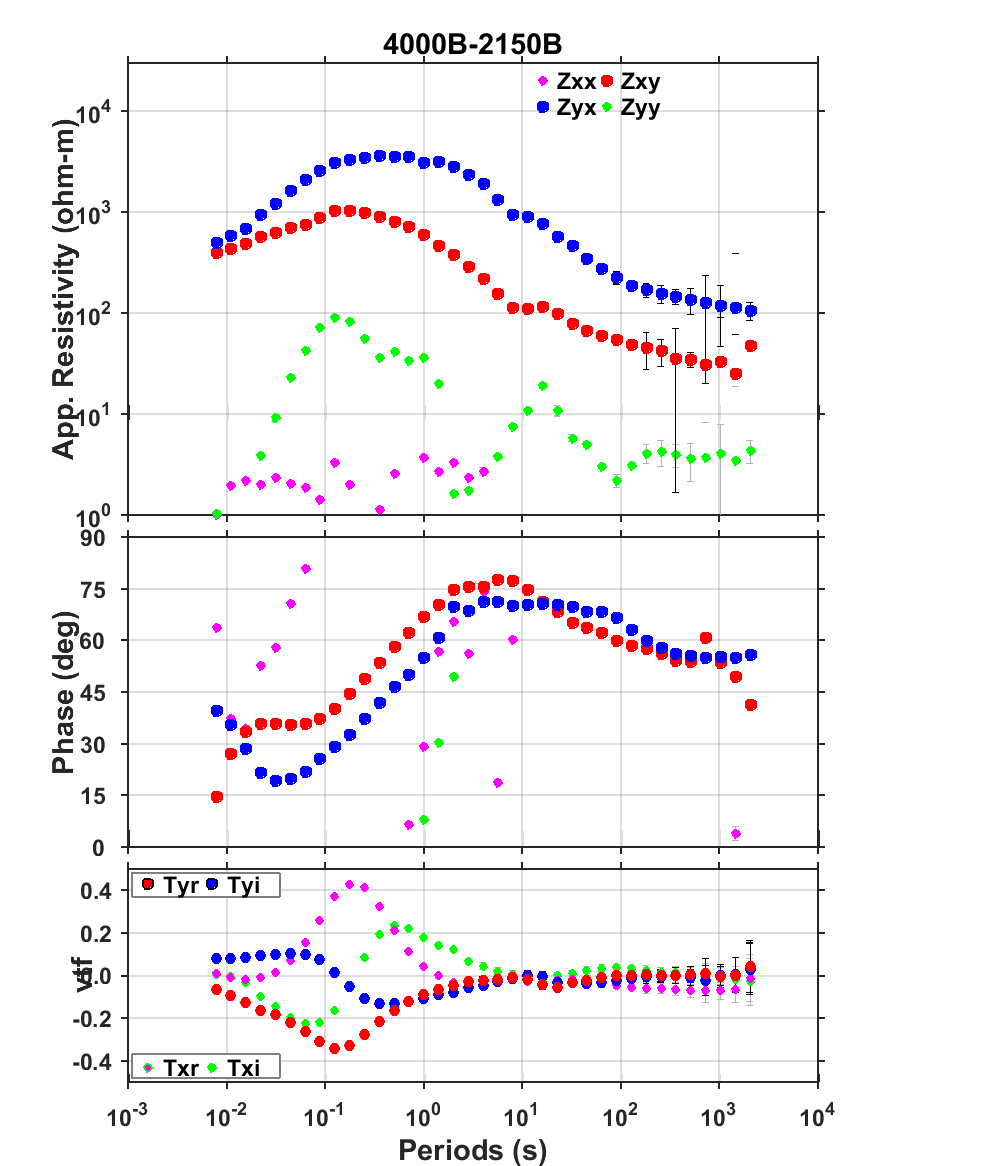 4000B-2150B
Zxx Zxy
Zyx Zyy
10^4
10^3
10^2
10^1
10^0
App. Resistivity (ohm-m)
90
75
60
45
30
15
0
Phase (deg)
Tyr Tyi
0.4
0.2
0.0
-0.2
-0.4
vtf
Txr Txi
10^-3 10^-2 10^-1 10^0 10^1 10^2 10^3 10^4
Periods (s)